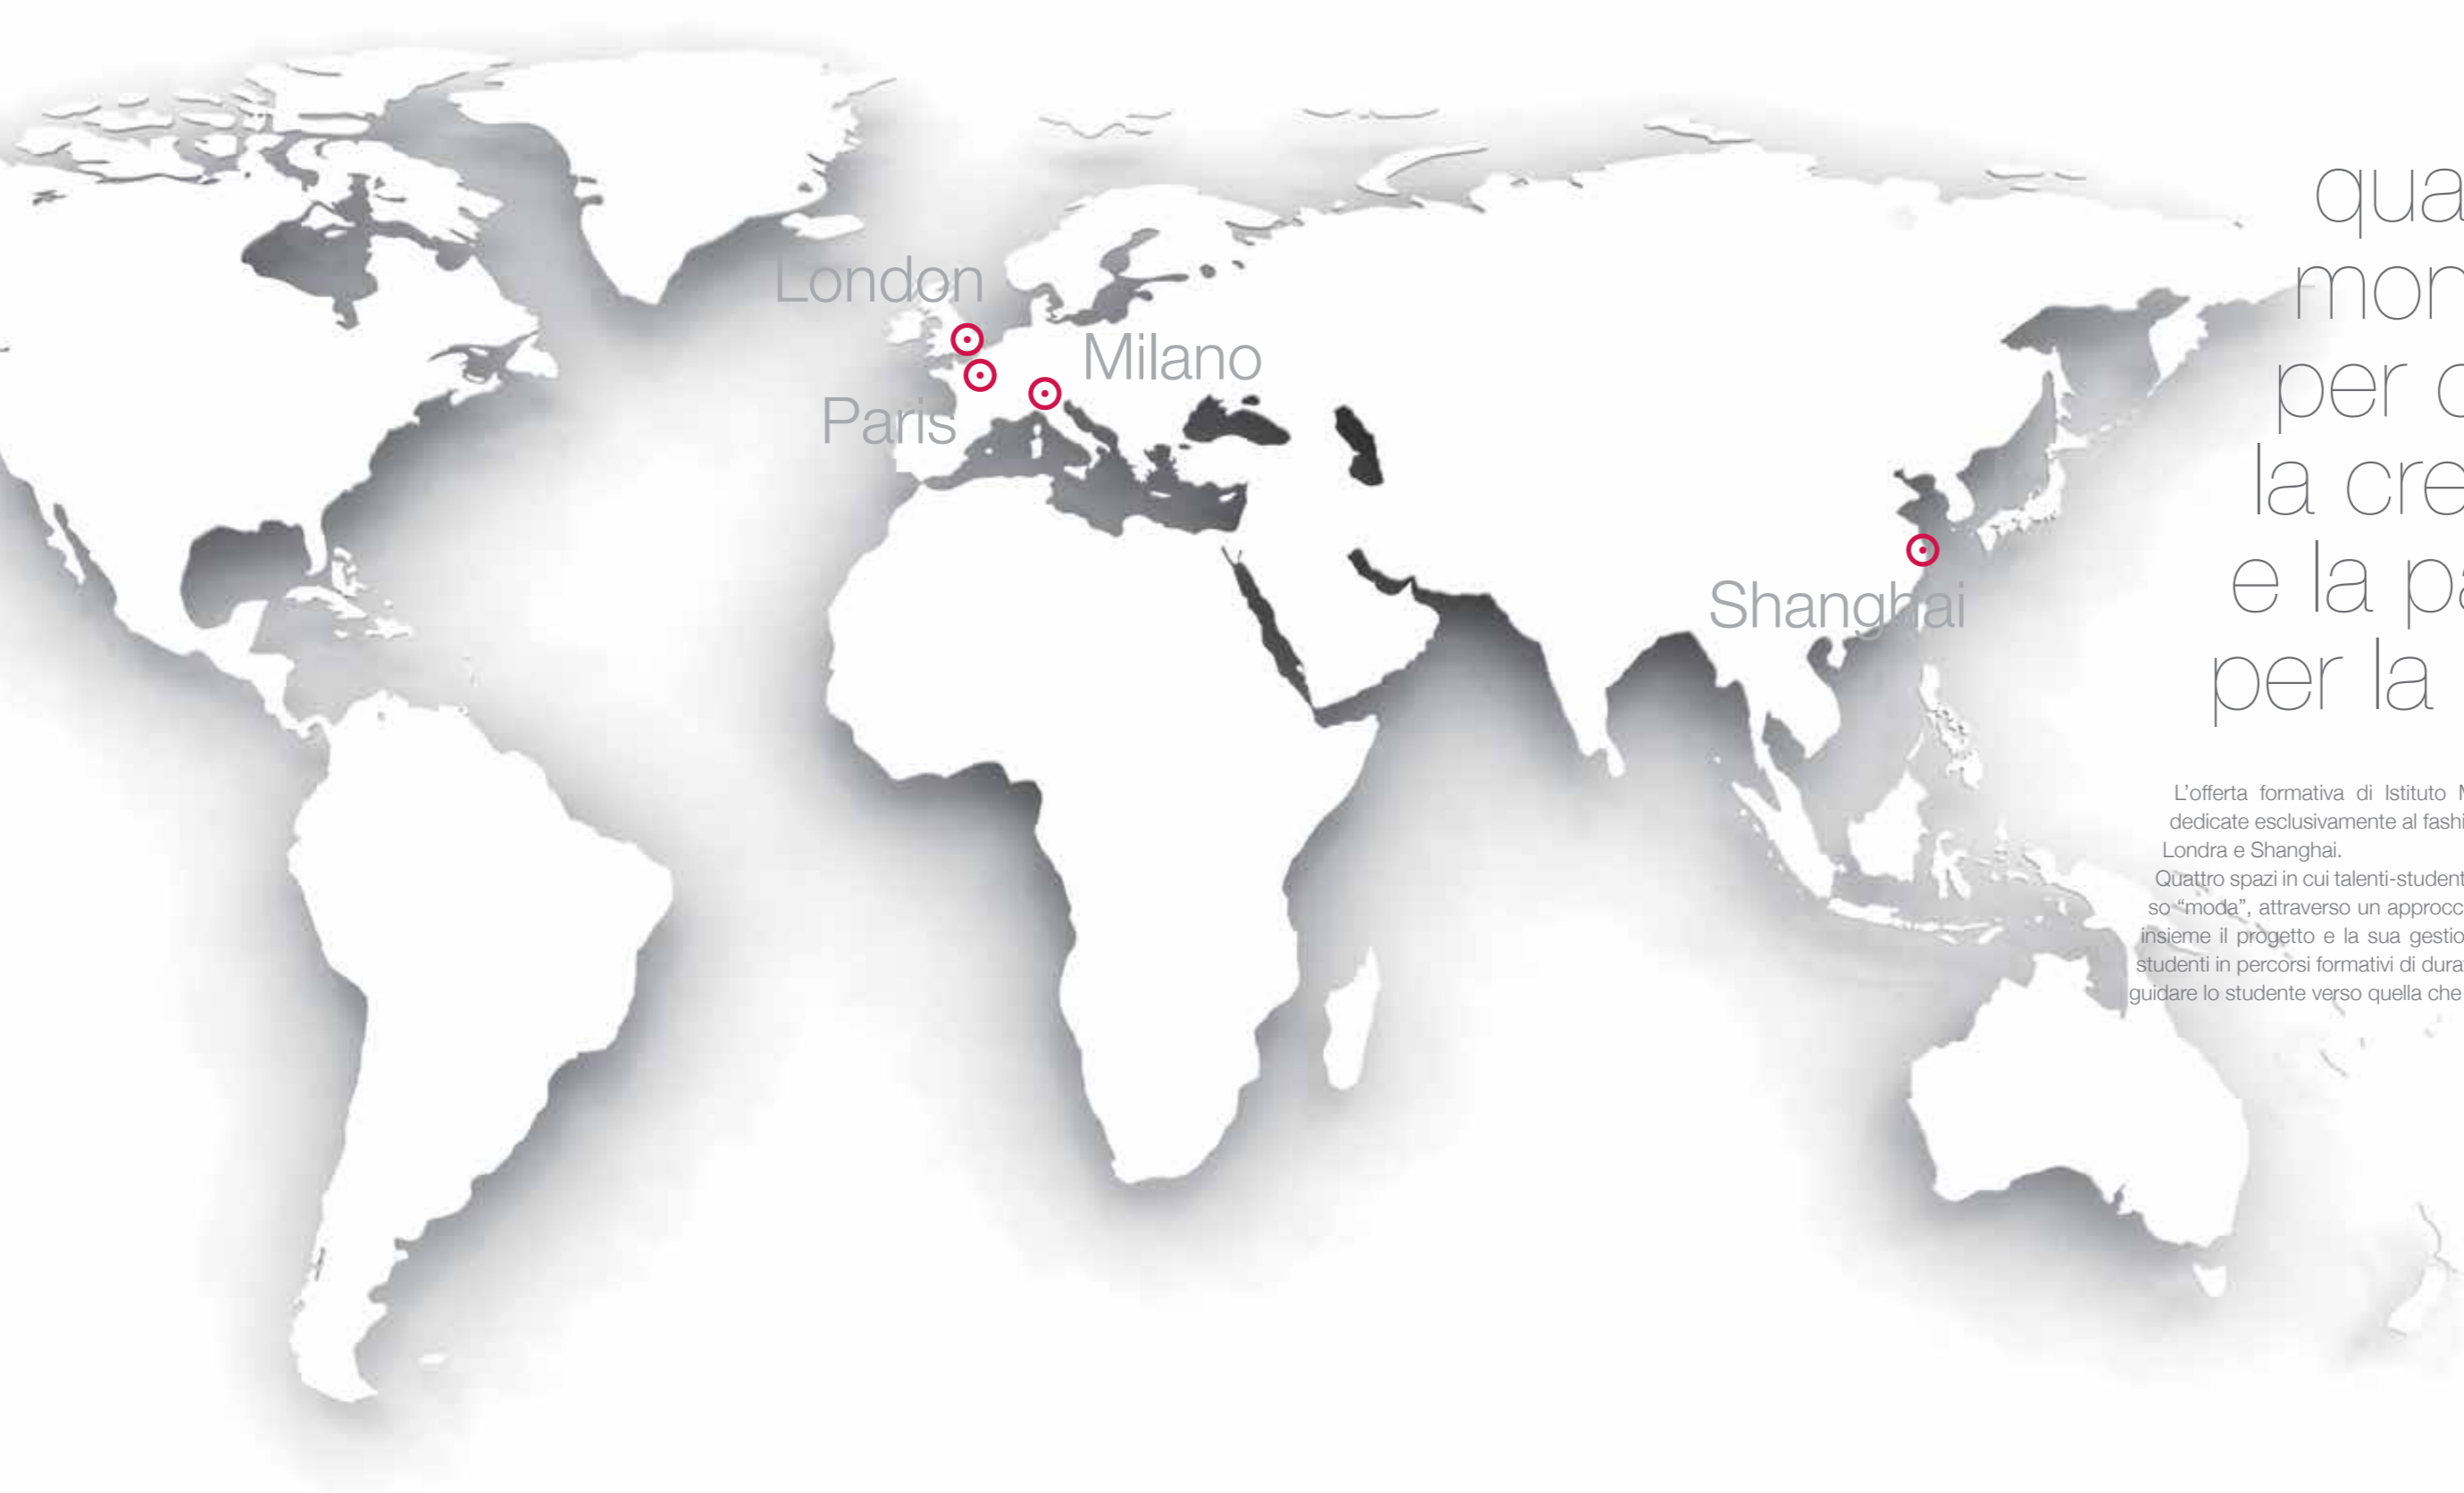 London
Milano
Paris
Shanghai
qua
mon
per
la cre
e la pa
per la
L'offerta formativa di Istituto
dedicate esclusivamente al fashi
Londra e Shanghai.
Quattro spazi in cui talenti-student
so “moda”, attraverso un approcc
insieme il progetto e la sua gestio
studenti in percorsi formativi di dura
guidare lo studente verso quella che